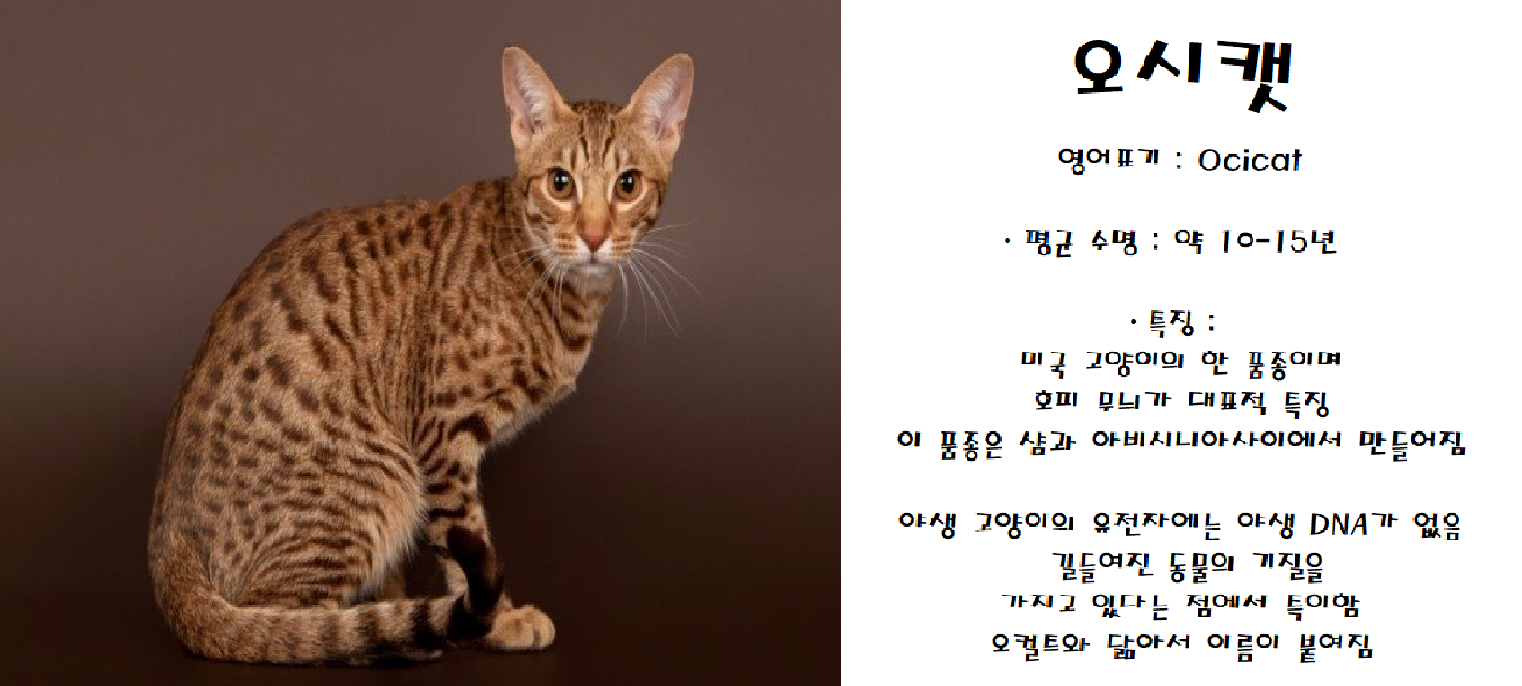 오시캣
영어표기 : Ocicat
· 평균 수명 : 약 10-15년
· 특징 :
미국 고양이의 한 품종이며
호피 무늬가 대표적 특징
이 품종은 샴과 아비시니아사이에서 만들어짐
야생 고양이의 유전자에는 야생 DNA가 없음
길들여진 동물의 기질을
가지고 있다는 점에서 특이함
오컬트와 닮아서 이름이 붙여짐